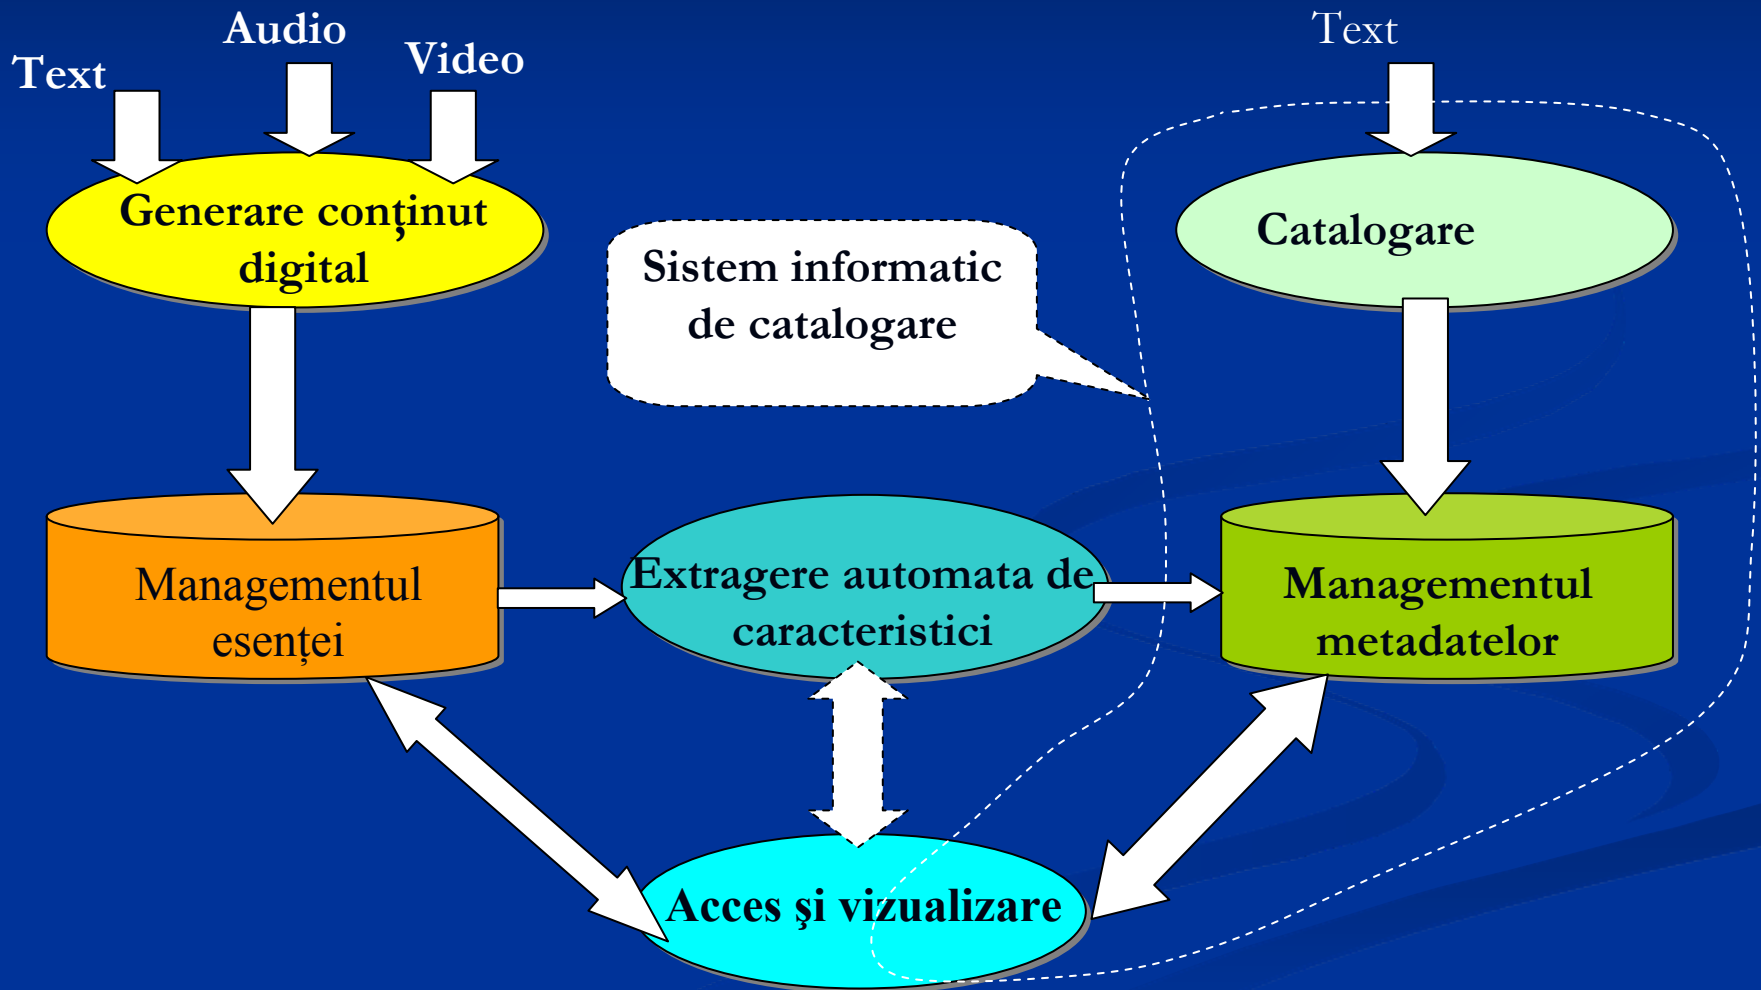 Text
Audio
Video
Text
Generare conţinut
digital
Sistem informatic
de catalogare
Catalogare
Managementul
esenței
Extragere automata de
caracteristici
Managementul
metadatelor
Acces şi vizualizare